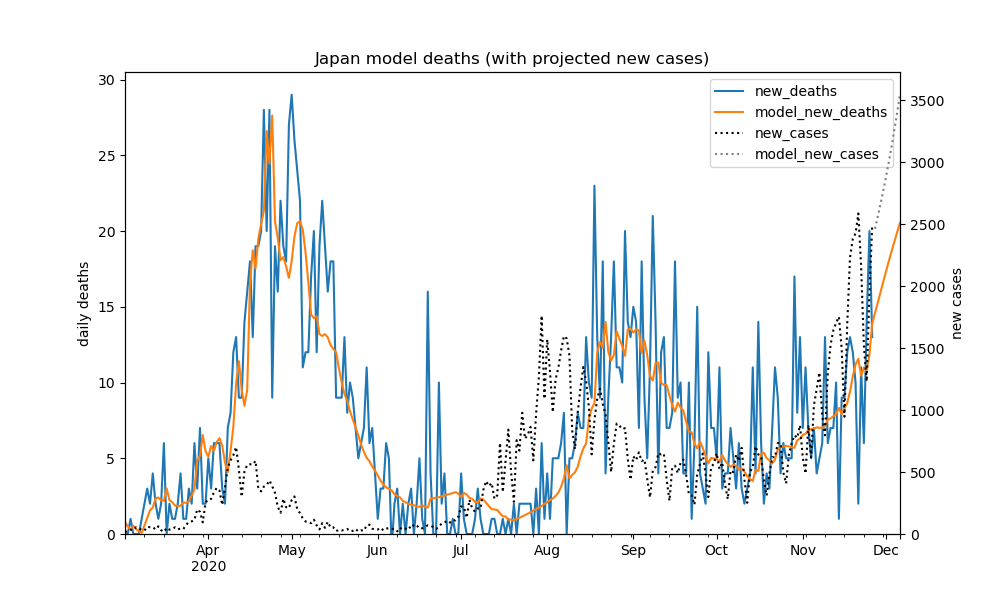 Japan model deaths (with projected new cases)
new_deaths
model_new_deaths
new_cases
model_new_cases
daily deaths
new cases
30
25
20
15
10
5
0
3500
3000
2500
2000
1500
1000
500
0
Apr
2020
May
Jun
Jul
Aug
Sep
Oct
Nov
Dec